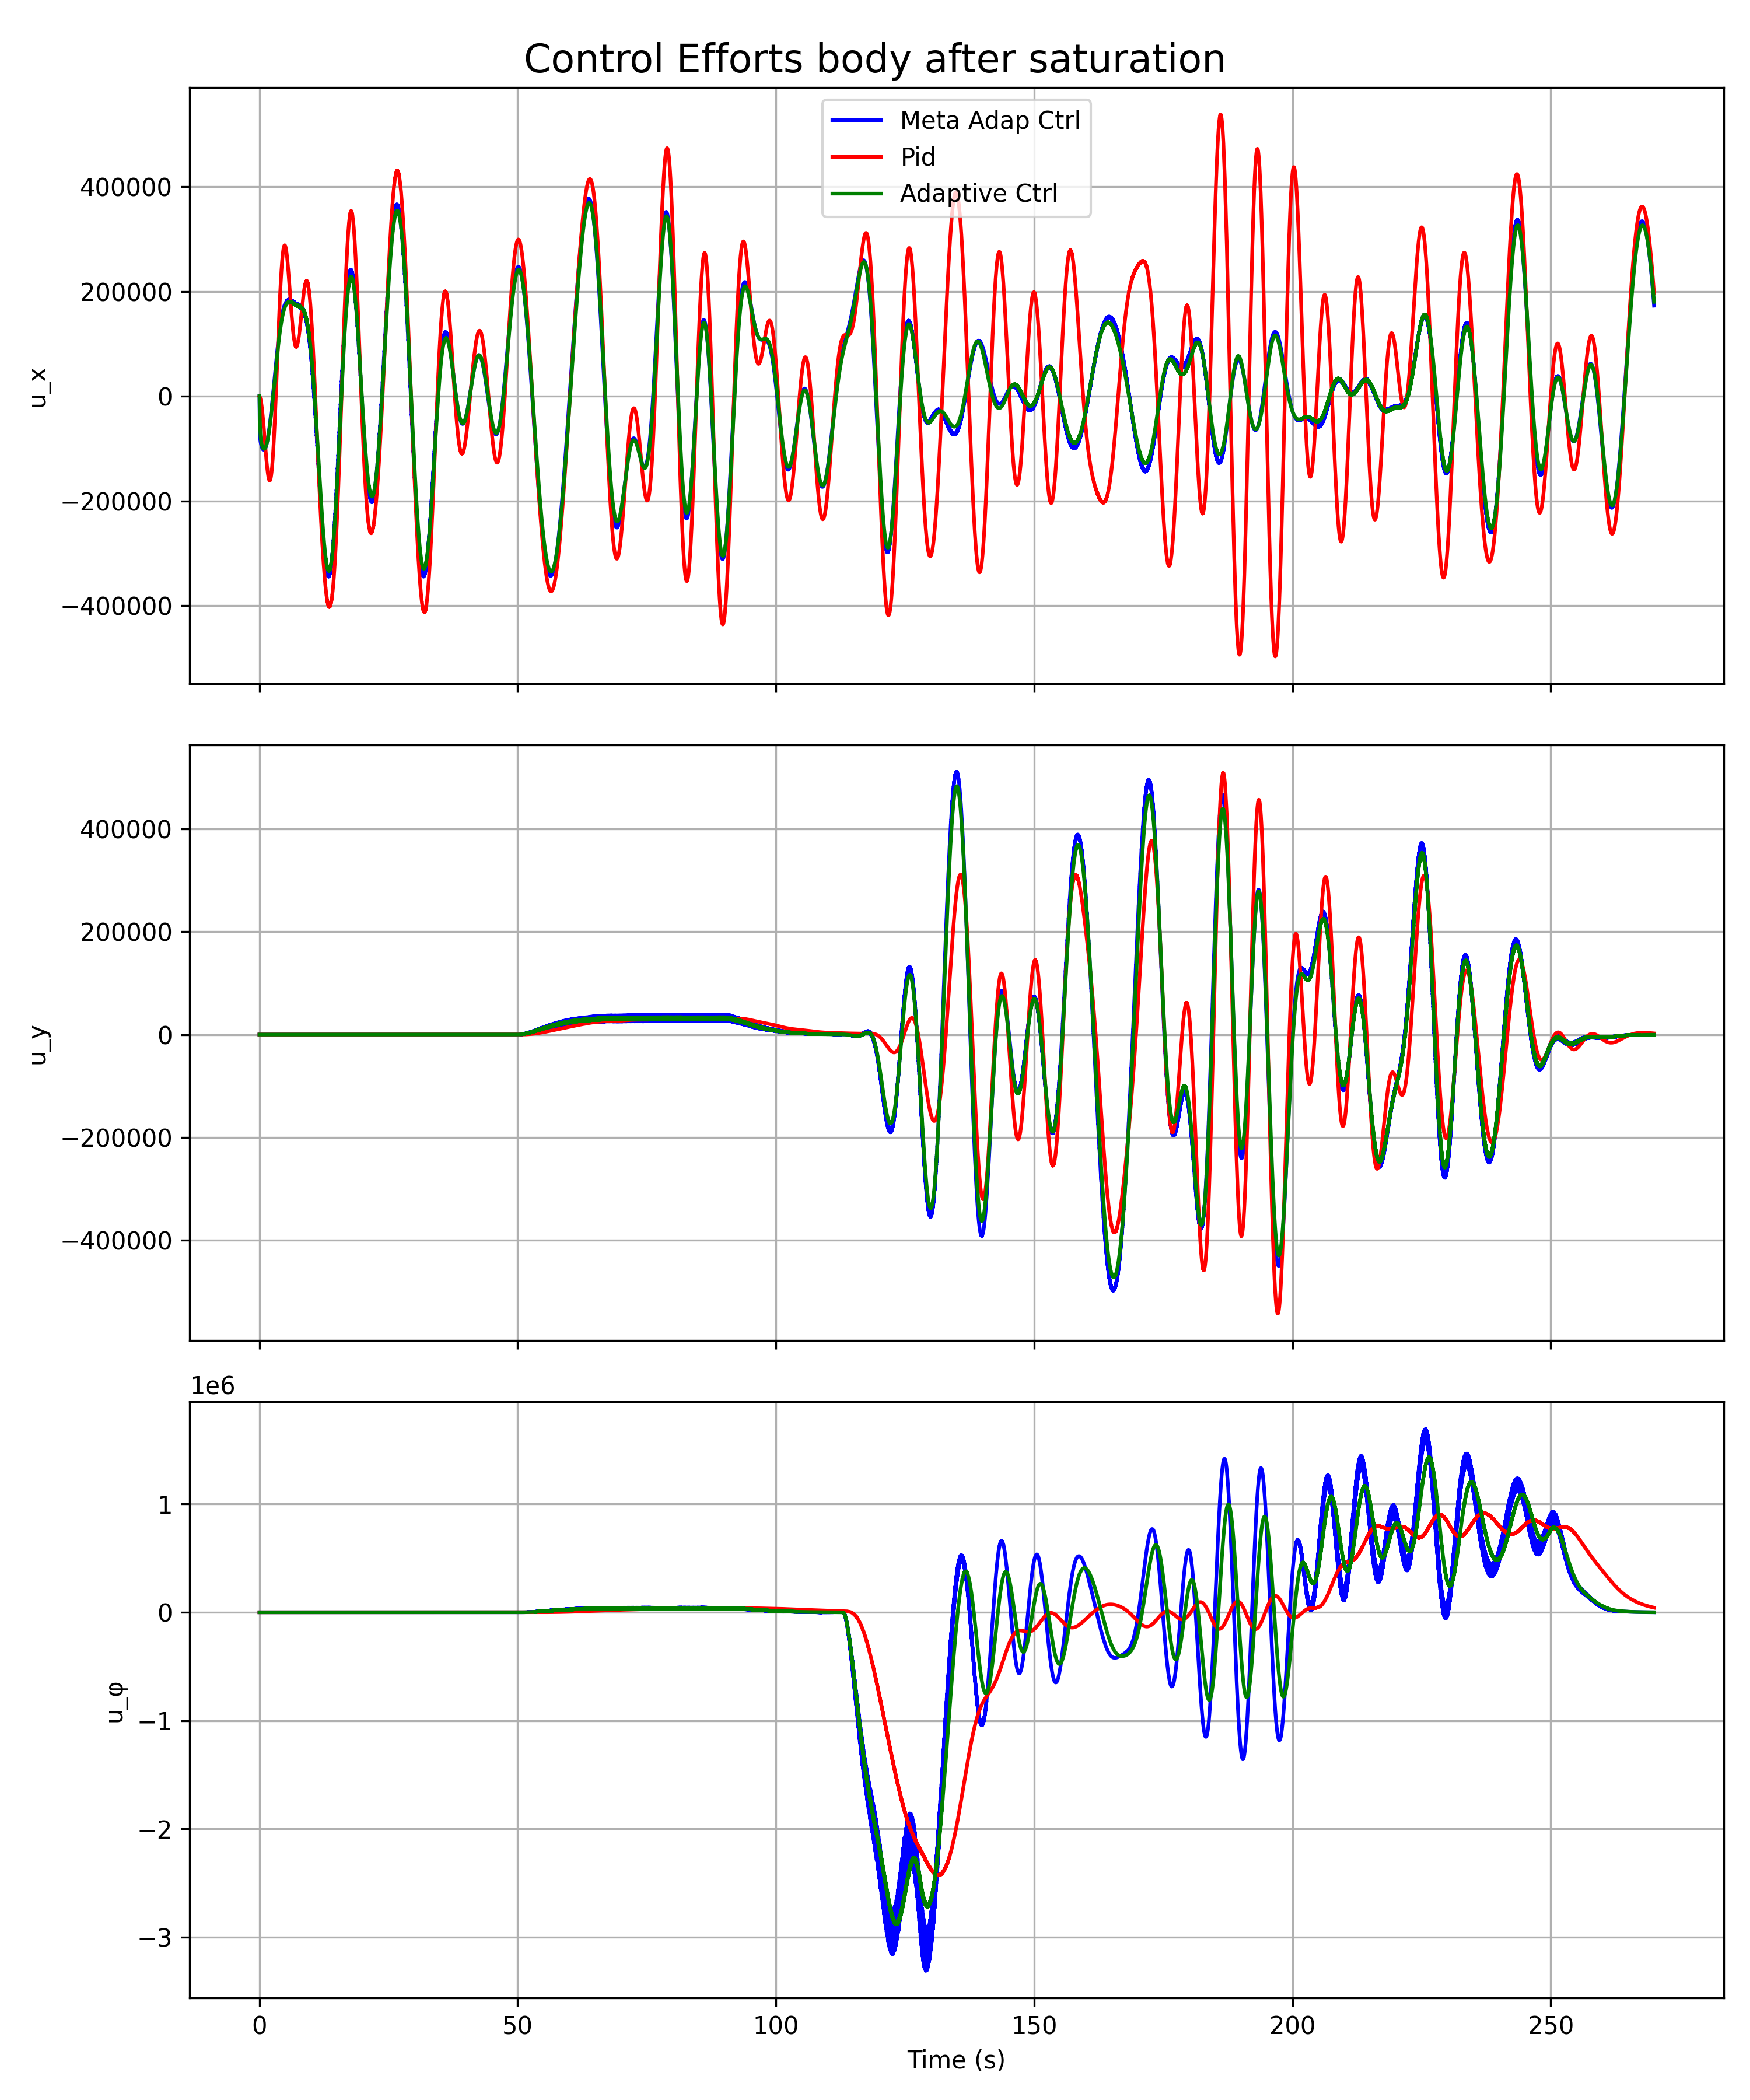 Control Efforts body after saturation
Meta Adap Ctrl
Pid
Adaptive Ctrl
400000
200000
0
−200000
−400000
u_x
400000
200000
0
−200000
−400000
u_y
1e6
1
0
−1
−2
−3
u_φ
0 50 100 150 200 250
Time (s)